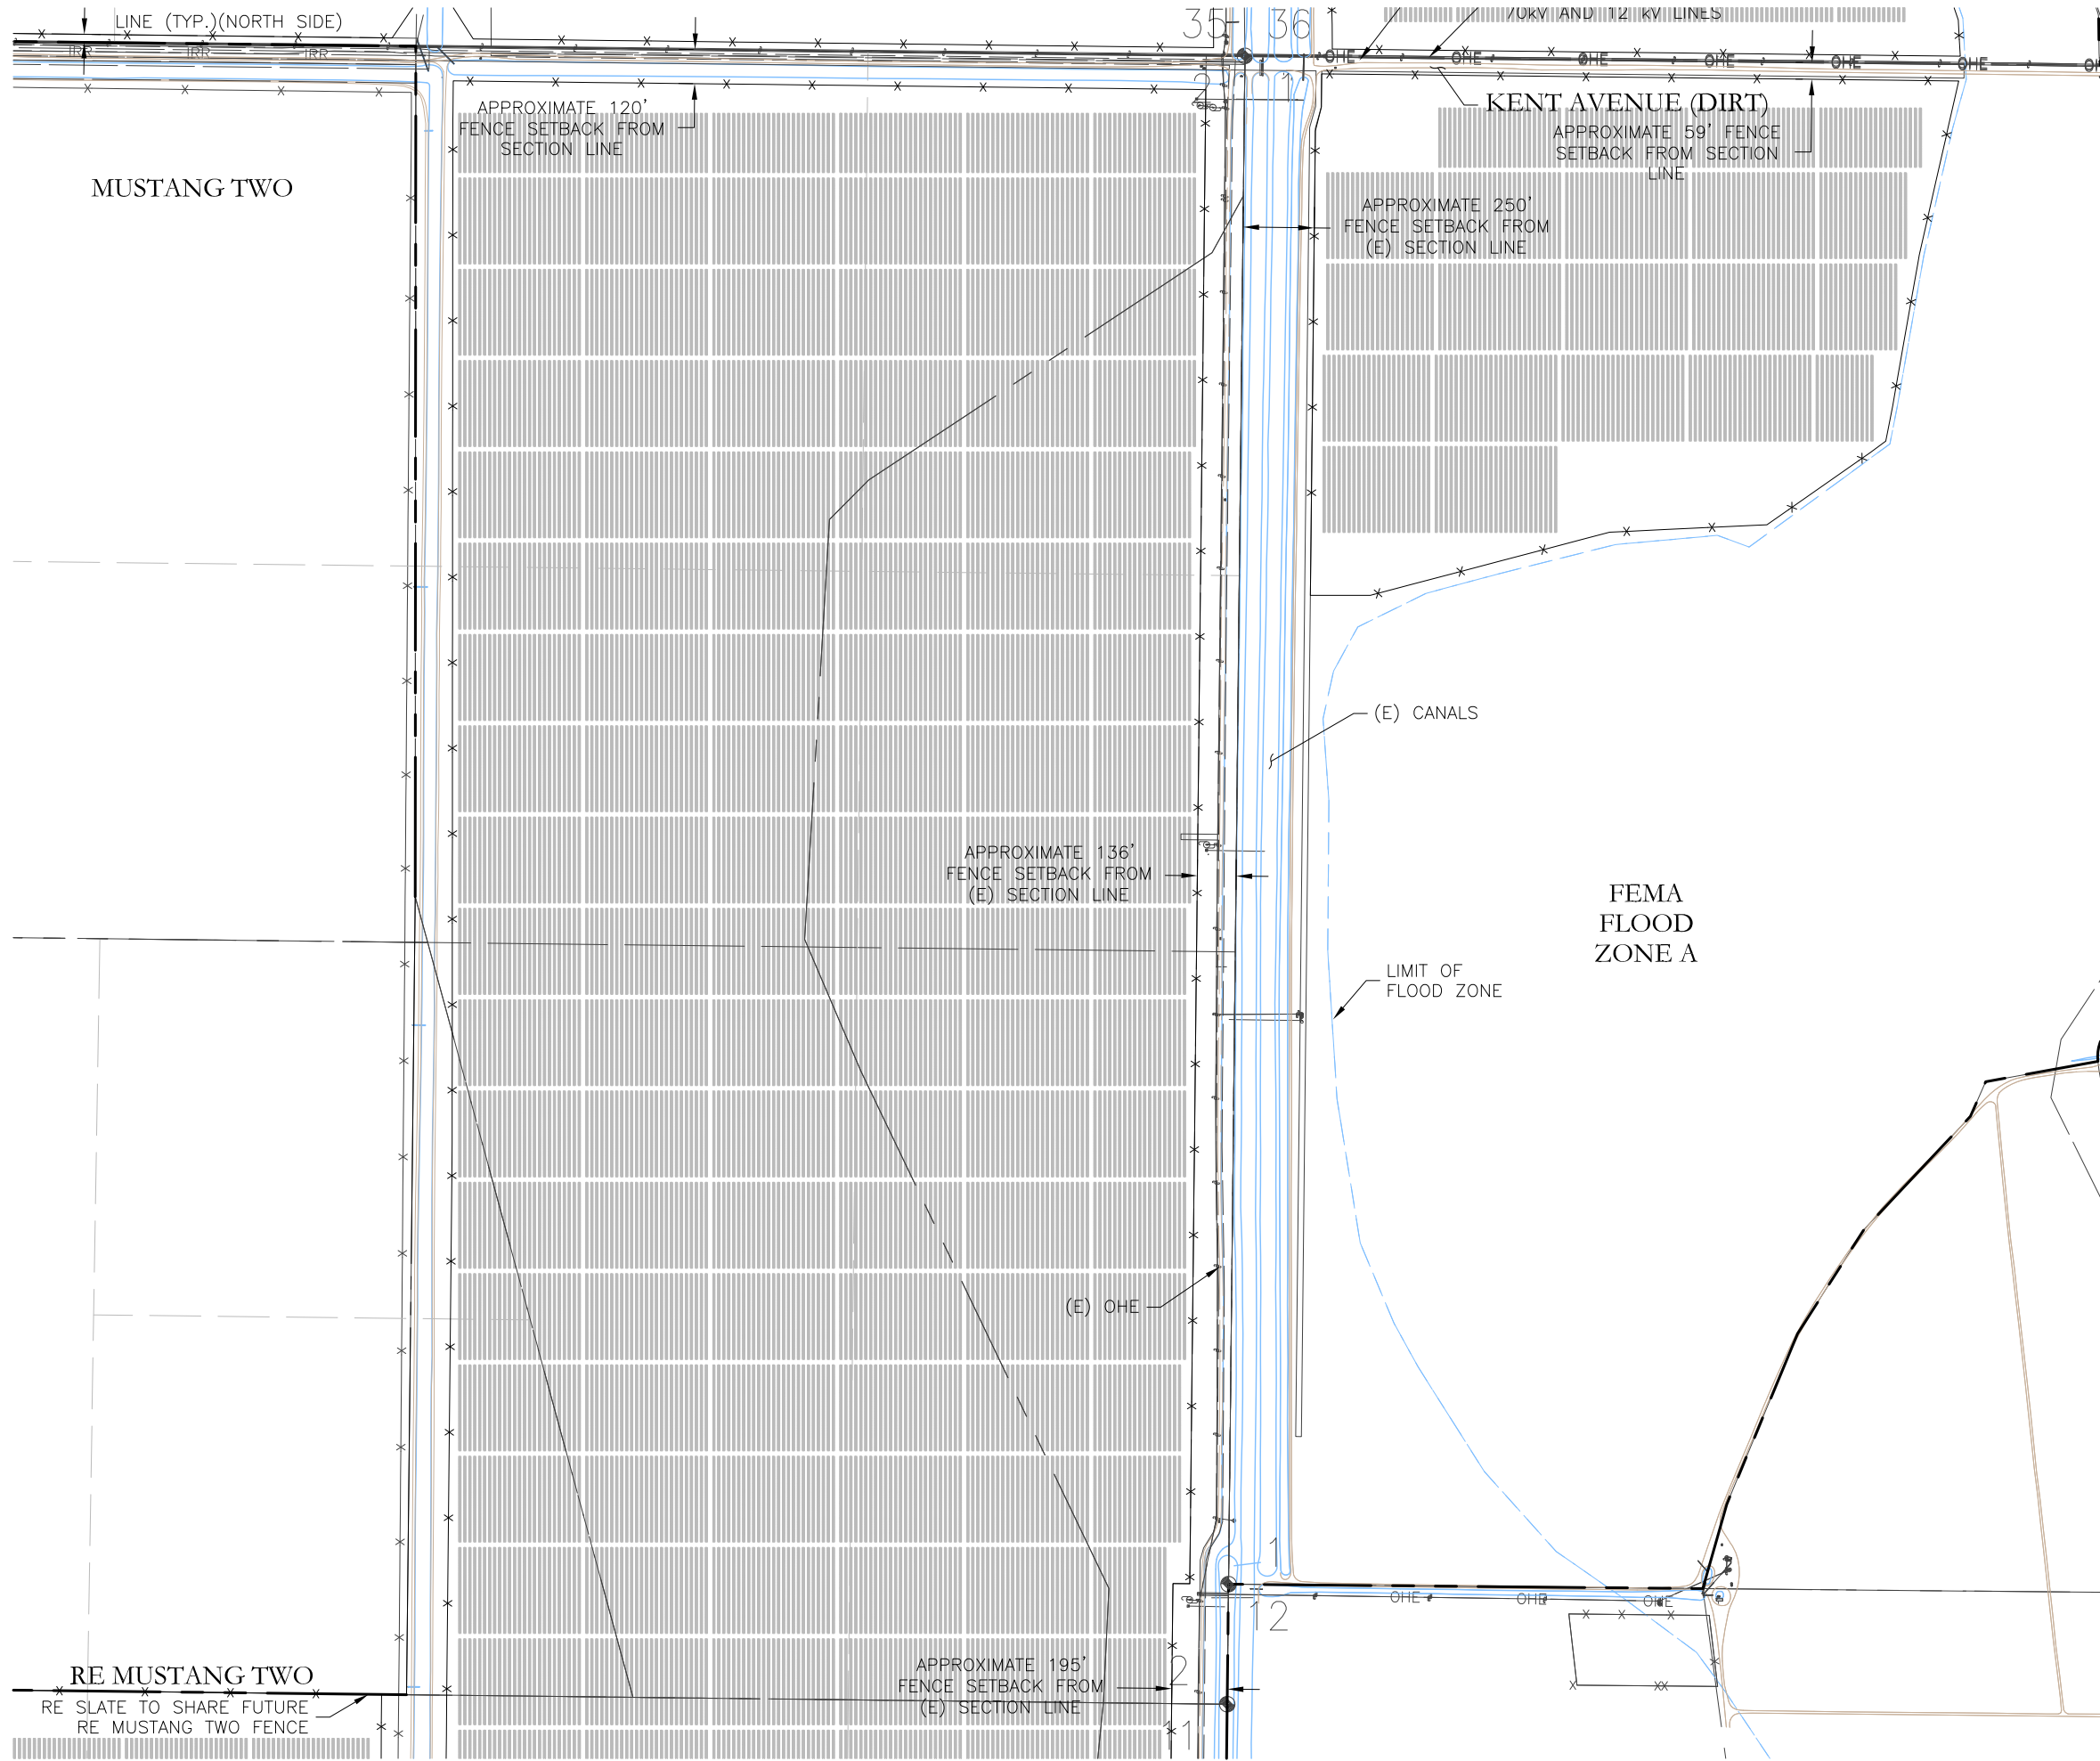 LINE (TYP.)(NORTH SIDE)
35
36
70kV AND 12 kV LINES
IRR
IRR
IRR
OHE
OHE
OHE
OHE
OHE
OHE
2
1
KENT AVENUE (DIRT)
APPROXIMATE 120'
FENCE SETBACK FROM
SECTION LINE
APPROXIMATE 59' FENCE
SETBACK FROM SECTION
LINE
MUSTANG TWO
APPROXIMATE 250'
FENCE SETBACK FROM
(E) SECTION LINE
(E) CANALS
APPROXIMATE 136'
FENCE SETBACK FROM
(E) SECTION LINE
FEMA
FLOOD
ZONE A
LIMIT OF
FLOOD ZONE
(E) OHE
1
12
OHE
OHE
OHE
RE MUSTANG TWO
RE SLATE TO SHARE FUTURE
RE MUSTANG TWO FENCE
APPROXIMATE 195'
FENCE SETBACK FROM
(E) SECTION LINE
2
11